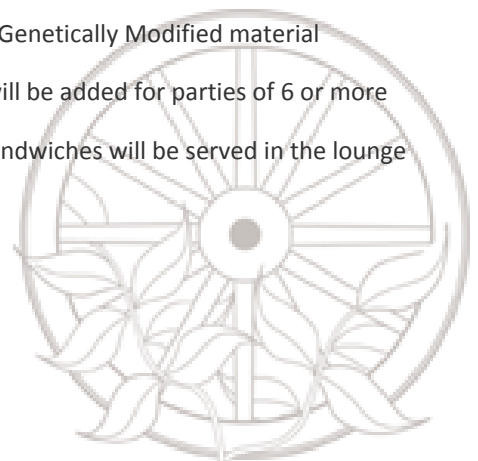 Genetically Modified material
will be added for parties of 6 or more
ndwiches will be served in the lounge